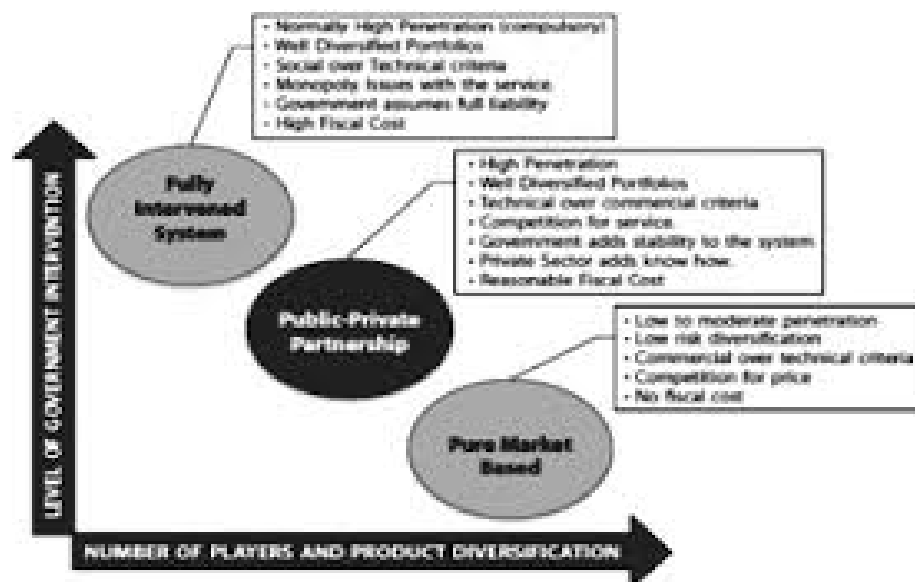 • Normally High Penetration (compulsory)
• Well Diversified Portfolios
• Social over Technical criteria
• Monopoly Issues with the service.
• Government assumes full liability
• High Fiscal Cost
Fully
Intervened
System
• High Penetration
• Well Diversified Portfolios
• Technical over commercial criteria
• Competition for service.
• Government adds stability to the system
• Private Sector adds know how.
• Reasonable Fiscal Cost
Public-Private
Partnership
• Low to moderate penetration
• Low risk diversification
• Commercial over technical criteria
• Competition for price
• No fiscal cost
Pure Market
Based
LEVEL OF GOVERNMENT INTERVENTION
NUMBER OF PLAYERS AND PRODUCT DIVERSIFICATION